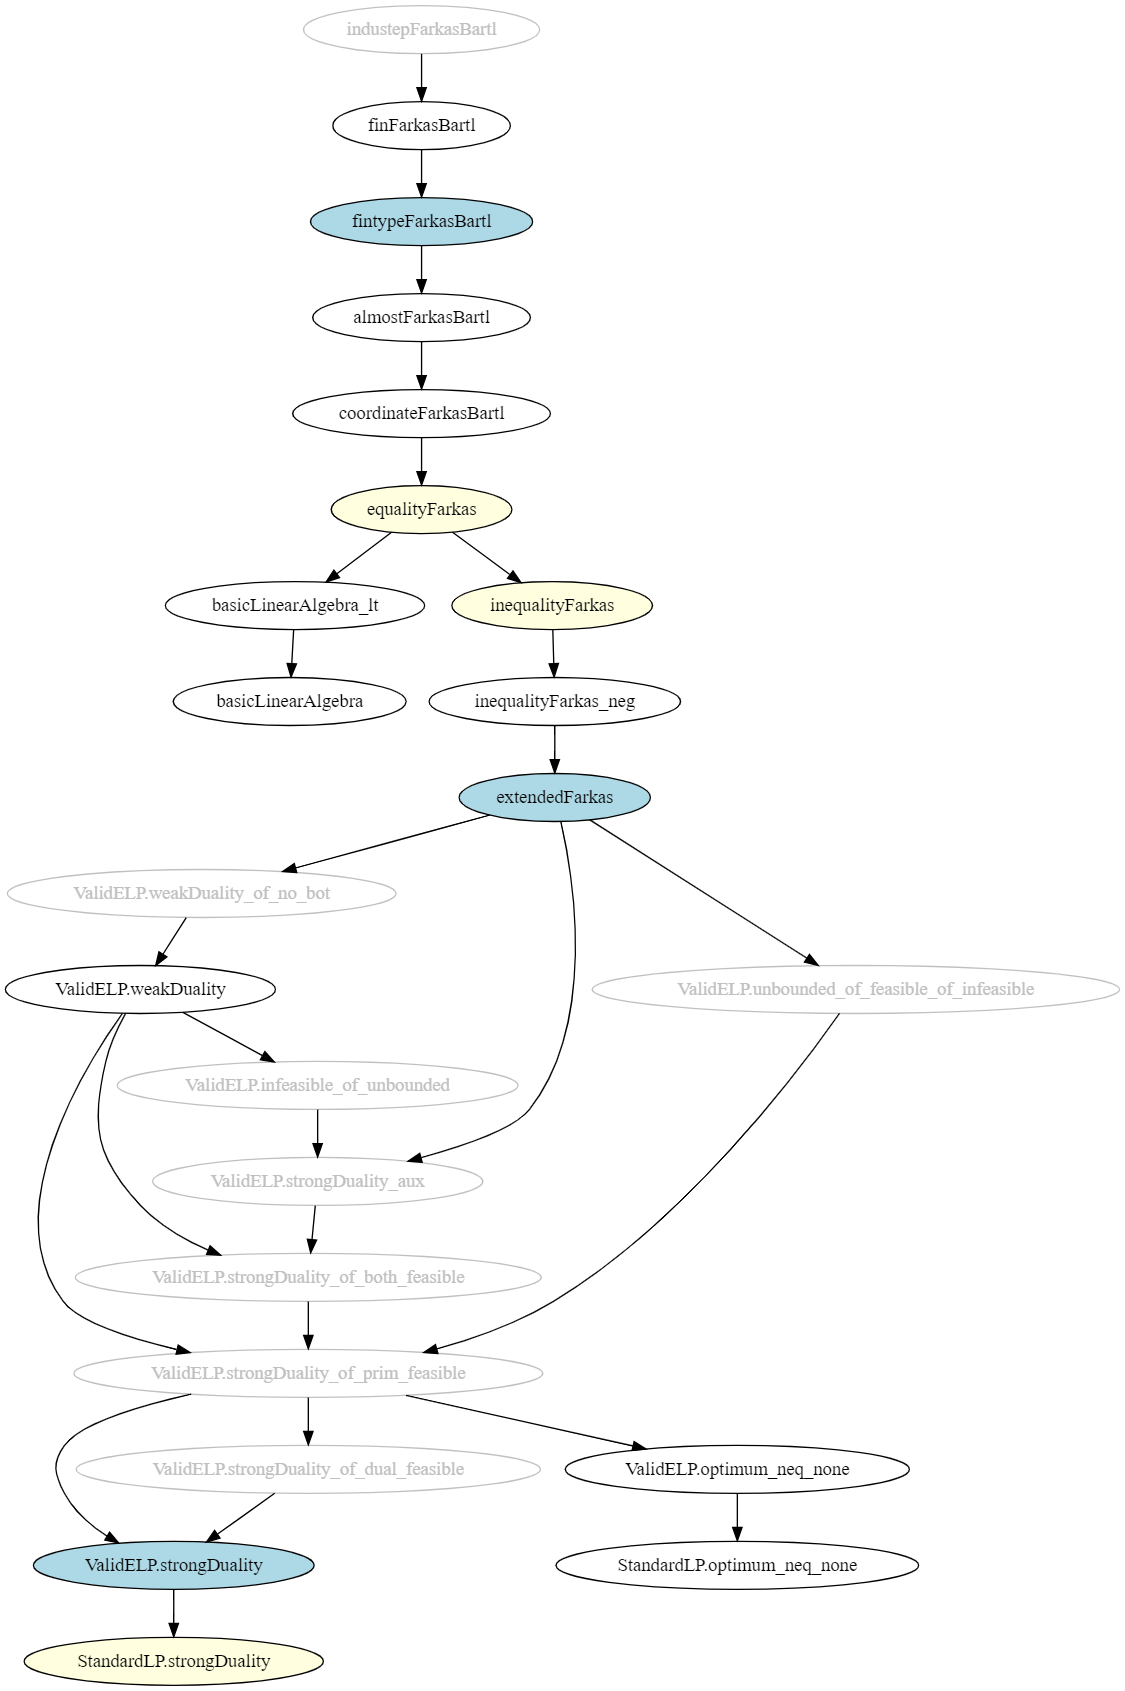 industepFarkasBartl
finFarkasBartl
fintypeFarkasBartl
almostFarkasBartl
coordinateFarkasBartl
equalityFarkas
basicLinearAlgebra_lt
inequalityFarkas
basicLinearAlgebra
inequalityFarkas_neg
extendedFarkas
ValidELP.weakDuality_of_no_bot
ValidELP.weakDuality
ValidELP.unbounded_of_feasible_of_infeasible
ValidELP.infeasible_of_unbounded
ValidELP.strongDuality_aux
ValidELP.strongDuality_of_both_feasible
ValidELP.strongDuality_of_prim_feasible
ValidELP.strongDuality_of_dual_feasible
ValidELP.optimum_neq_none
ValidELP.strongDuality
StandardLP.optimum_neq_none
StandardLP.strongDuality